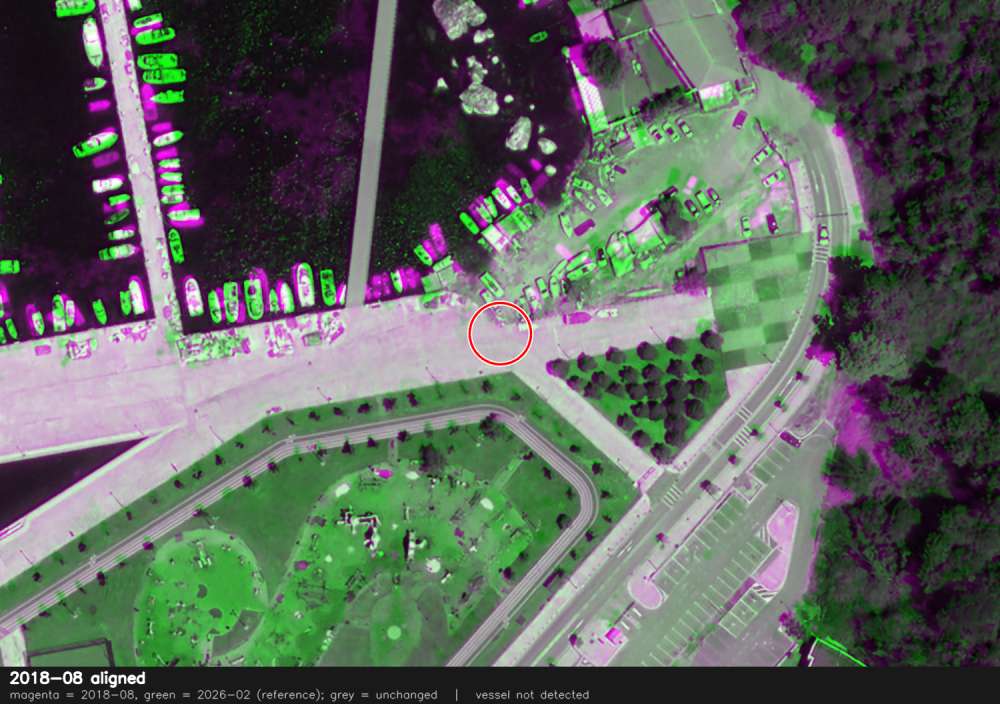 2018-08 aligned
magenta = 2018-08, green = 2026-02 (reference); grey = unchanged | vessel not detected